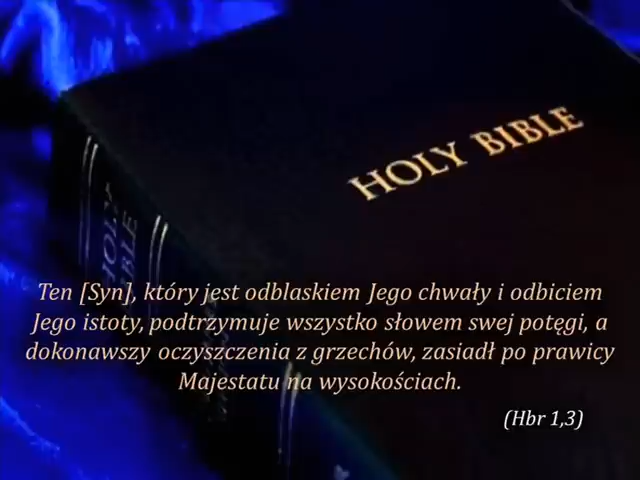 HOLY BIBLE
HOLY
BIBLE
Ten [Syn], który jest odblaskiem Jego chwały i odbiciem
Jego istoty, podtrzymuje wszystko słowem swej potęgi, a
dokonawszy oczyszczenia z grzechów, zasiadł po prawicy
Majestatu na wysokościach.
(Hbr 1,3)